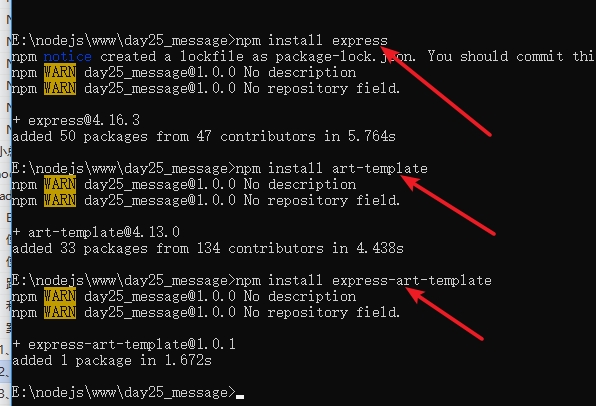 E:\nodejs\www\day25_message>npm install express
npm notice created a lockfile as package-lock.json. You should commit thi
npm WARN day25_message@1.0.0 No description
npm WARN day25_message@1.0.0 No repository field.
+ express@4.16.3
added 50 packages from 47 contributors in 5.764s
E:\nodejs\www\day25_message>npm install art-template
npm WARN day25_message@1.0.0 No description
npm WARN day25_message@1.0.0 No repository field.
+ art-template@4.13.0
added 33 packages from 134 contributors in 4.438s
E:\nodejs\www\day25_message>npm install express-art-template
npm WARN day25_message@1.0.0 No description
npm WARN day25_message@1.0.0 No repository field.
+ express-art-template@1.0.1
added 1 package in 1.672s
E:\nodejs\www\day25_message>